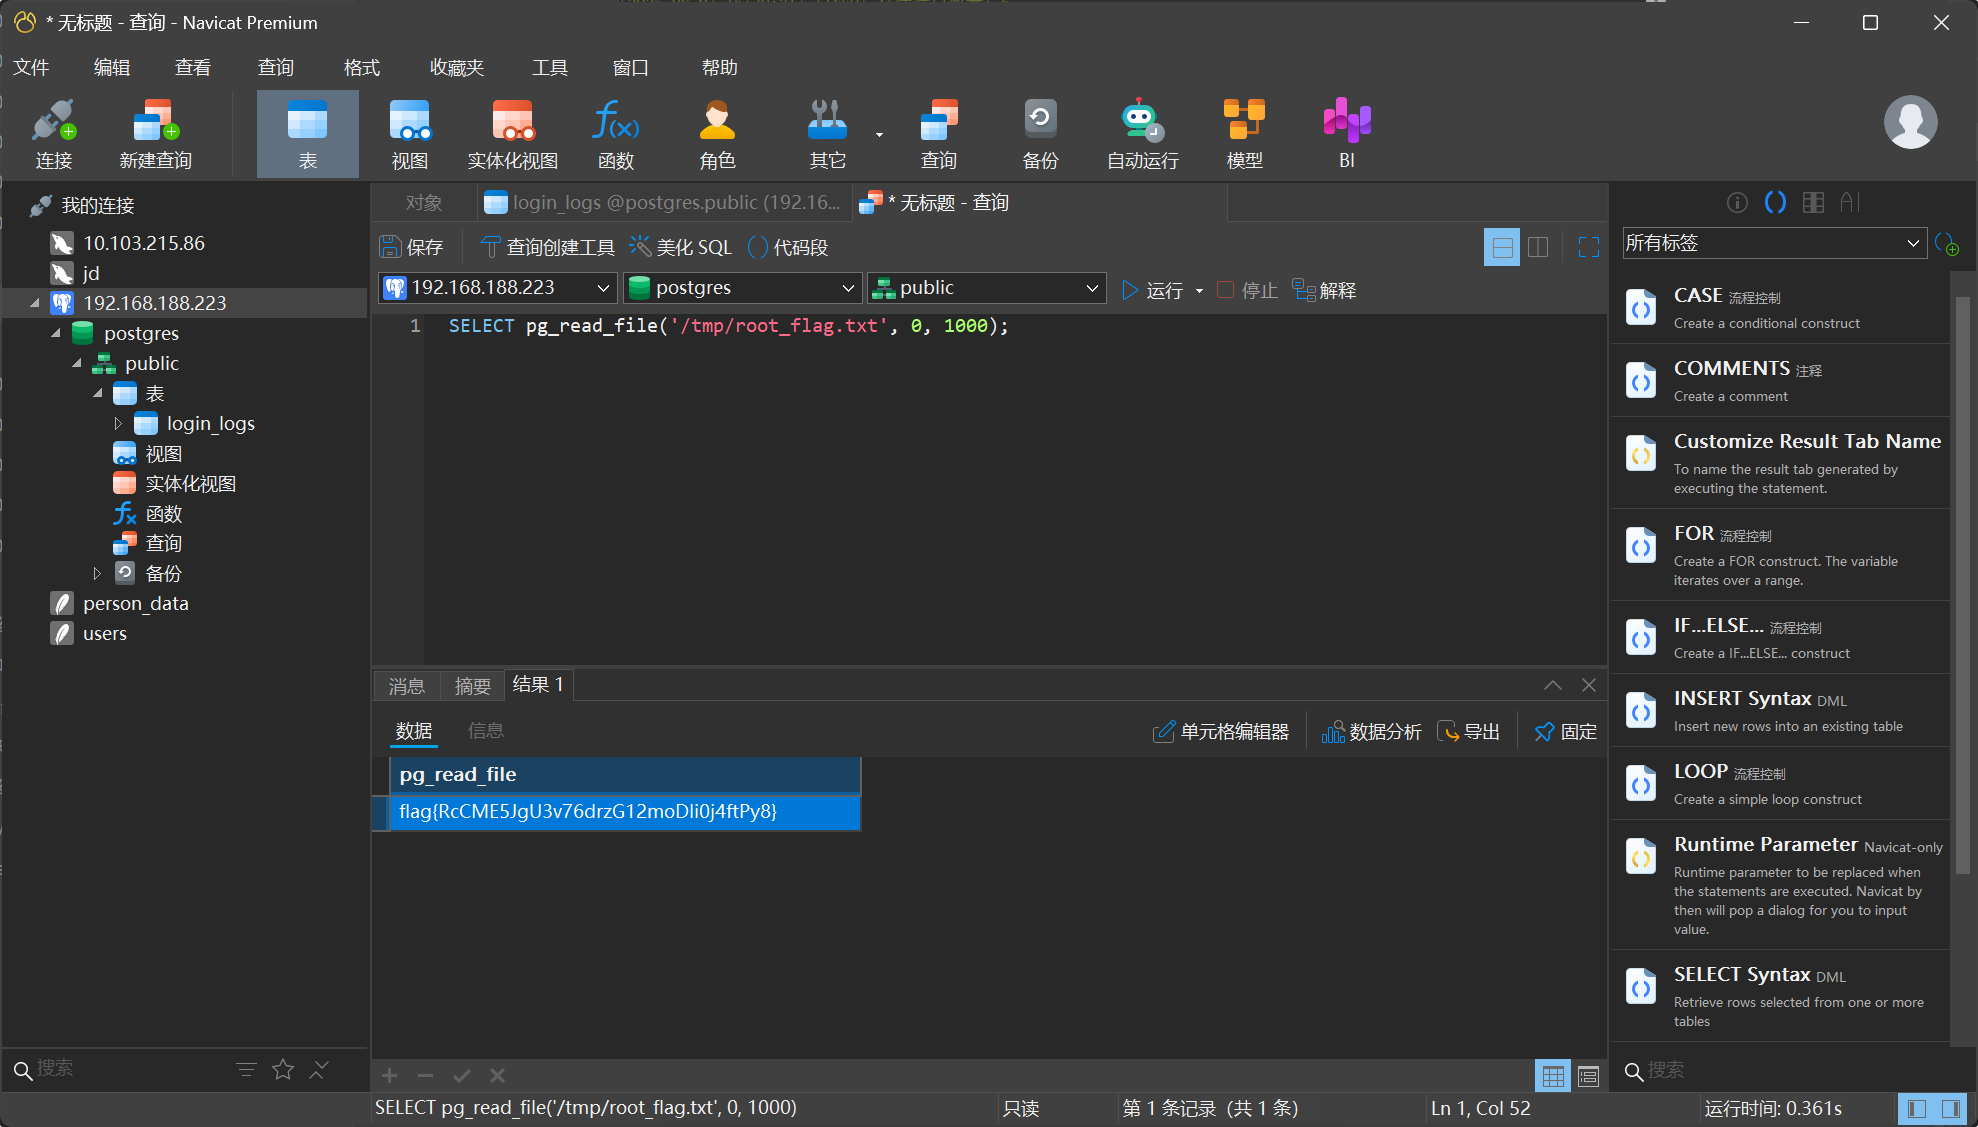 * 无标题 - 查询 - Navicat Premium
文件 编辑 查看 查询 格式 收藏夹 工具 窗口 帮助
连接 新建查询 表 视图 实体化视图 函数 角色 其它 查询 备份 自动运行 模型 BI
我的连接
10.103.215.86
jd
192.168.188.223
postgres
public
表
login_logs
视图
实体化视图
函数
查询
备份
person_data
users
搜索
对象 login_logs @postgres.public (192.16... * 无标题 - 查询
保存 查询创建工具 美化 SQL 代码段
192.168.188.223 postgres public 运行 停止 解释
1 SELECT pg_read_file('/tmp/root_flag.txt', 0, 1000);
消息 摘要 结果 1
数据 信息 单元格编辑器 数据分析 导出 固定
pg_read_file
flag{RcCME5JgU3v76drzG12moDli0j4ftPy8}
SELECT pg_read_file('/tmp/root_flag.txt', 0, 1000) 只读 第 1 条记录 (共 1 条) Ln 1, Col 52 运行时间: 0.361s
AI
所有标签
CASE 流程控制
Create a conditional construct
COMMENTS 注释
Create a comment
Customize Result Tab Name
To name the result tab generated by
executing the statement.
FOR 流程控制
Create a FOR construct. The variable
iterates over a range.
IF...ELSE... 流程控制
Create a IF...ELSE... construct
INSERT Syntax DML
Insert new rows into an existing table
LOOP 流程控制
Create a simple loop construct
Runtime Parameter Navicat-only
Runtime parameter to be replaced when
the statements are executed. Navicat by
then will pop a dialog for you to input
value.
SELECT Syntax DML
Retrieve rows selected from one or more
tables
搜索